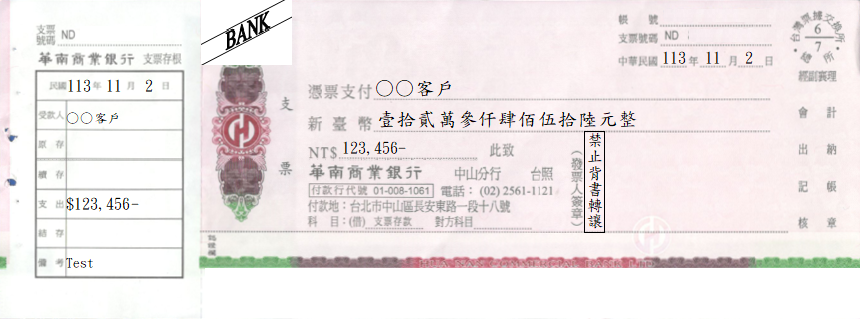 支票號碼 ND
華南商業銀行 支票存根
民國 113 年 11 月 2 日
受款人 ○○客戶
原存
續存
支出 $123,456-
結存
備考 Test
BANK
支票
帳號
支票號碼 ND
中華民國 113 年 11 月 2 日
台灣票據交換所
6/7
憑票支付 ○○客戶
新臺幣 壹拾貳萬參仟肆佰伍拾陸元整
NT$ 123,456- 此致
華南商業銀行 中山分行 台照
付款行代號 01-008-1061 電話：(02) 2561-1121
付款地：台北市中山區長安東路一段十八號
科目：(借) 支票存款 對方科目
(發票人簽章)
禁止背書轉讓
經副襄理
會計
出納
記帳
核章